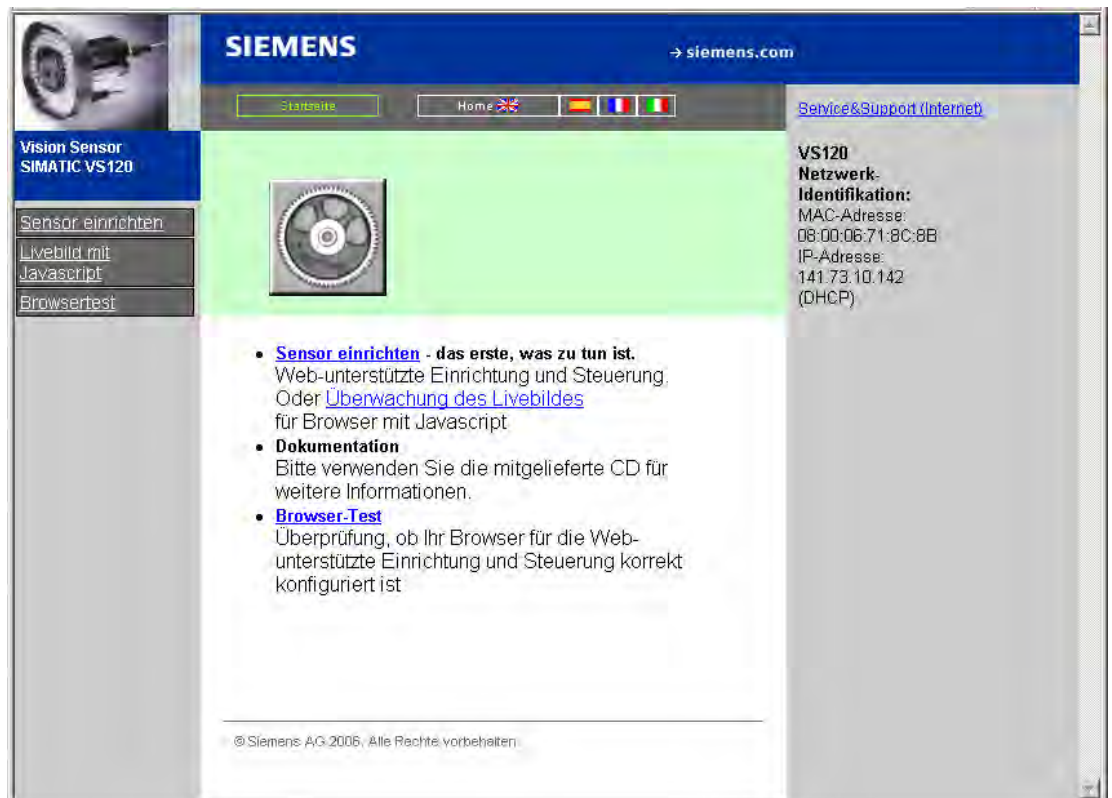 SIEMENS
→ siemens.com
Startseite
Home
Service&Support (Internet)
Vision Sensor
SIMATIC VS120
Sensor einrichten
Livebild mit
Javascript
Browsertest
VS120
Netzwerk-
Identifikation:
MAC-Adresse:
08:00:06:71:8C:8B
IP-Adresse:
141.73.10.142
(DHCP)
• Sensor einrichten - das erste, was zu tun ist.
Web-unterstützte Einrichtung und Steuerung.
Oder Überwachung des Livebildes
für Browser mit Javascript
• Dokumentation
Bitte verwenden Sie die mitgelieferte CD für
weitere Informationen.
• Browser-Test
Überprüfung, ob Ihr Browser für die Web-
unterstützte Einrichtung und Steuerung korrekt
konfiguriert ist
© Siemens AG 2006, Alle Rechte vorbehalten